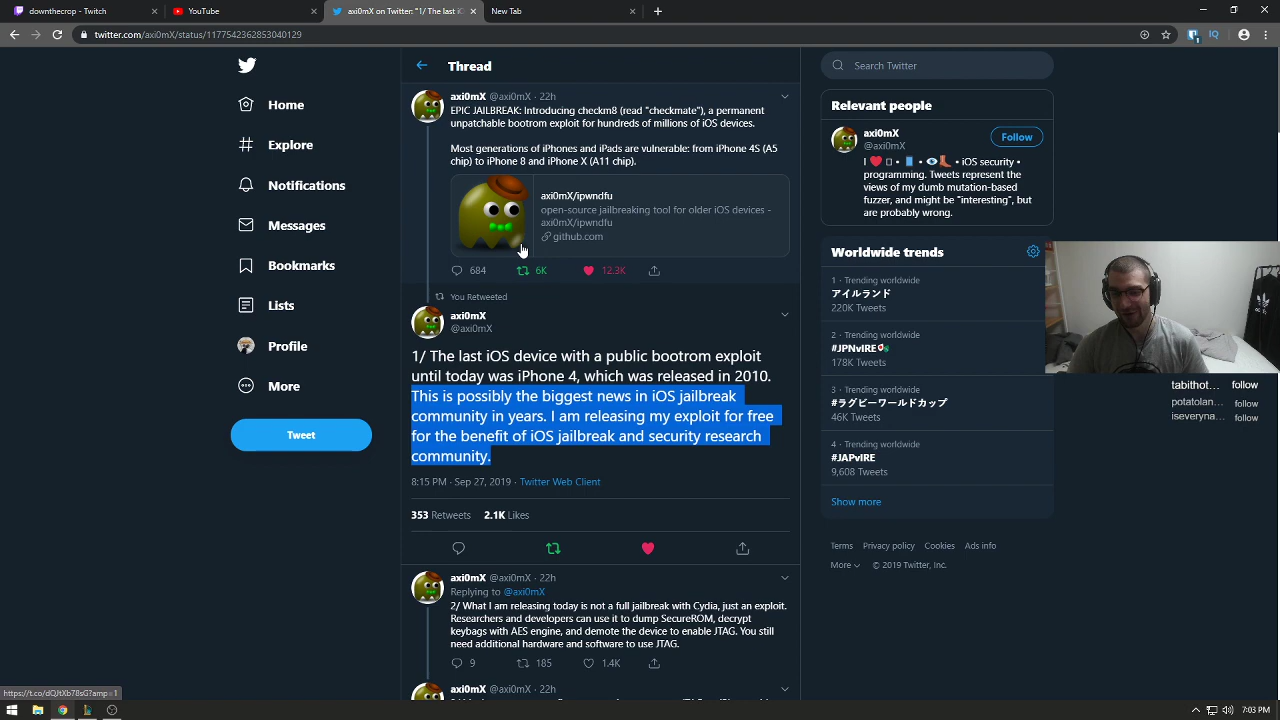 downthecrop - Twitch
YouTube
axi0mX on Twitter: "1/ The last iO
New Tab
twitter.com/axi0mX/status/1177542362853040129
Home
Explore
Notifications
Messages
Bookmarks
Lists
Profile
More
Tweet
Thread
axi0mX @axi0mX · 22h
EPIC JAILBREAK: Introducing checkm8 (read "checkmate"), a permanent
unpatchable bootrom exploit for hundreds of millions of iOS devices.
Most generations of iPhones and iPads are vulnerable: from iPhone 4S (A5
chip) to iPhone 8 and iPhone X (A11 chip).
axi0mX/ipwndfu
open-source jailbreaking tool for older iOS devices -
axi0mX/ipwndfu
github.com
684 6K 12.3K
You Retweeted
axi0mX
@axi0mX
1/ The last iOS device with a public bootrom exploit
until today was iPhone 4, which was released in 2010.
This is possibly the biggest news in iOS jailbreak
community in years. I am releasing my exploit for free
for the benefit of iOS jailbreak and security research
community.
8:15 PM · Sep 27, 2019 · Twitter Web Client
353 Retweets 2.1K Likes
axi0mX @axi0mX · 22h
Replying to @axi0mX
2/ What I am releasing today is not a full jailbreak with Cydia, just an exploit.
Researchers and developers can use it to dump SecureROM, decrypt
keybags with AES engine, and demote the device to enable JTAG. You still
need additional hardware and software to use JTAG.
9 185 1.4K
axi0mX @axi0mX · 22h
Search Twitter
Relevant people
axi0mX
@axi0mX
Follow
I ❤️ 📱 • 👁️👢 • iOS security •
programming. Tweets represent the
views of my dumb mutation-based
fuzzer, and might be "interesting", but
are probably wrong.
Worldwide trends
1 · Trending worldwide
アイルランド
220K Tweets
2 · Trending worldwide
#JPNvIRE
178K Tweets
3 · Trending worldwide
#ラグビーワールドカップ
46K Tweets
4 · Trending worldwide
#JAPvIRE
9,608 Tweets
Show more
Terms Privacy policy Cookies Ads info
More © 2019 Twitter, Inc.
tabithot... follow
potatolan... follow
iseveryna... follow
https://t.co/dQJtXb78sG?amp=1
7:03 PM